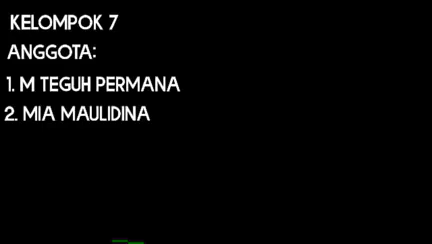 KELOMPOK 7
ANGGOTA:
1. M TEGUH PERMANA
2. MIA MAULIDINA